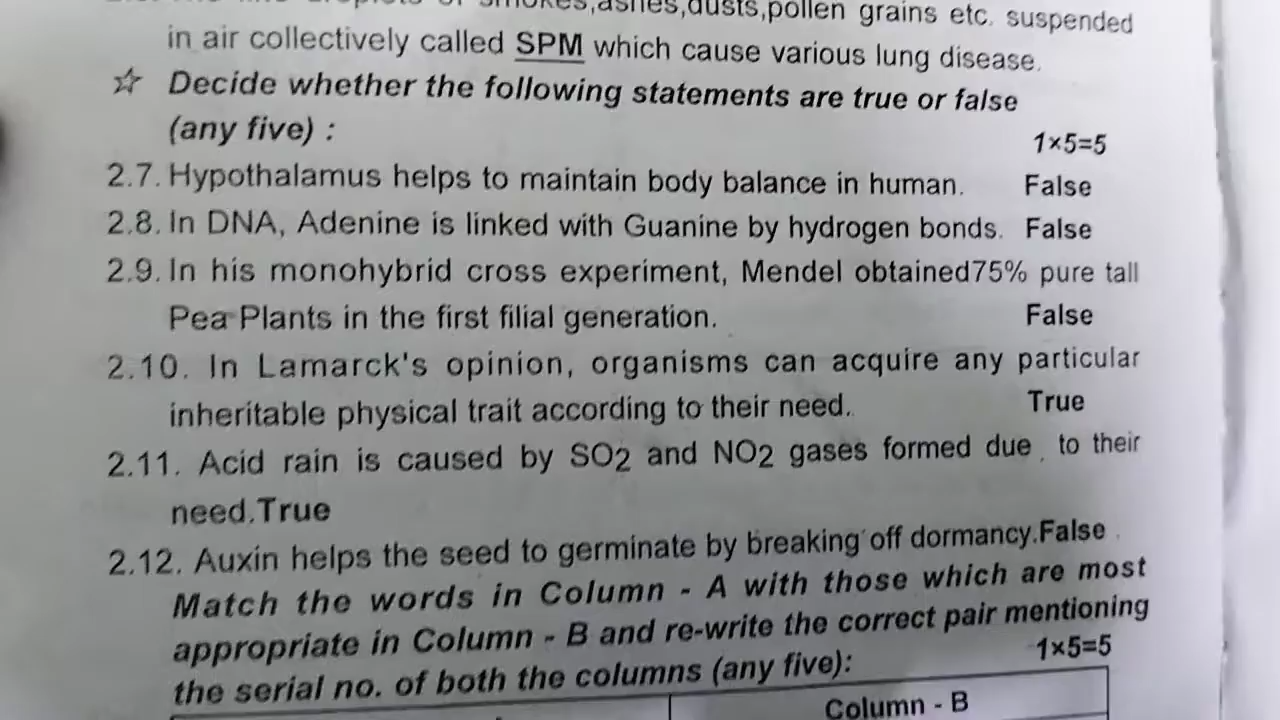 smokes,ashes,dusts,pollen grains etc. suspended
in air collectively called SPM which cause various lung disease.
☆ Decide whether the following statements are true or false
(any five) : 1×5=5
2.7. Hypothalamus helps to maintain body balance in human. False
2.8. In DNA, Adenine is linked with Guanine by hydrogen bonds. False
2.9. In his monohybrid cross experiment, Mendel obtained75% pure tall
Pea Plants in the first filial generation. False
2.10. In Lamarck's opinion, organisms can acquire any particular
inheritable physical trait according to their need. True
2.11. Acid rain is caused by SO2 and NO2 gases formed due to their
need.True
2.12. Auxin helps the seed to germinate by breaking off dormancy.False
Match the words in Column - A with those which are most
appropriate in Column - B and re-write the correct pair mentioning
the serial no. of both the columns (any five): 1×5=5
Column - B